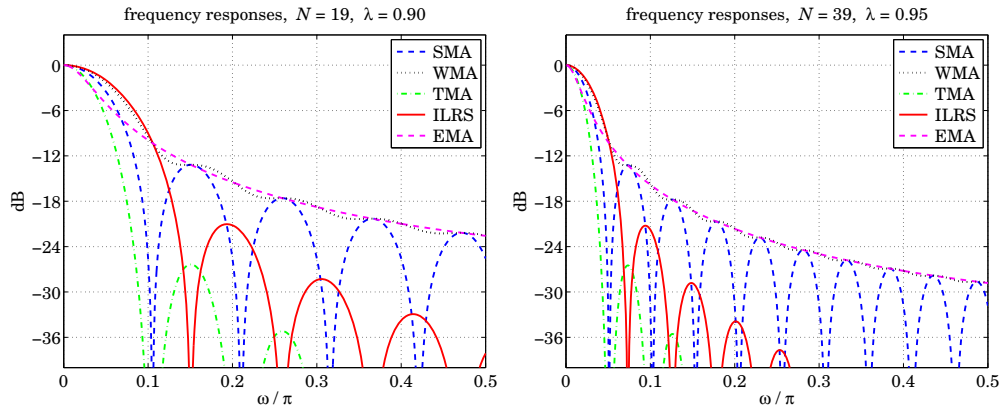 frequency responses, N = 19, λ = 0.90
0
−6
−12
−18
−24
−30
−36
dB
SMA
WMA
TMA
ILRS
EMA
0
0.1
0.2
0.3
0.4
0.5
ω / π
frequency responses, N = 39, λ = 0.95
0
−6
−12
−18
−24
−30
−36
dB
SMA
WMA
TMA
ILRS
EMA
0
0.1
0.2
0.3
0.4
0.5
ω / π